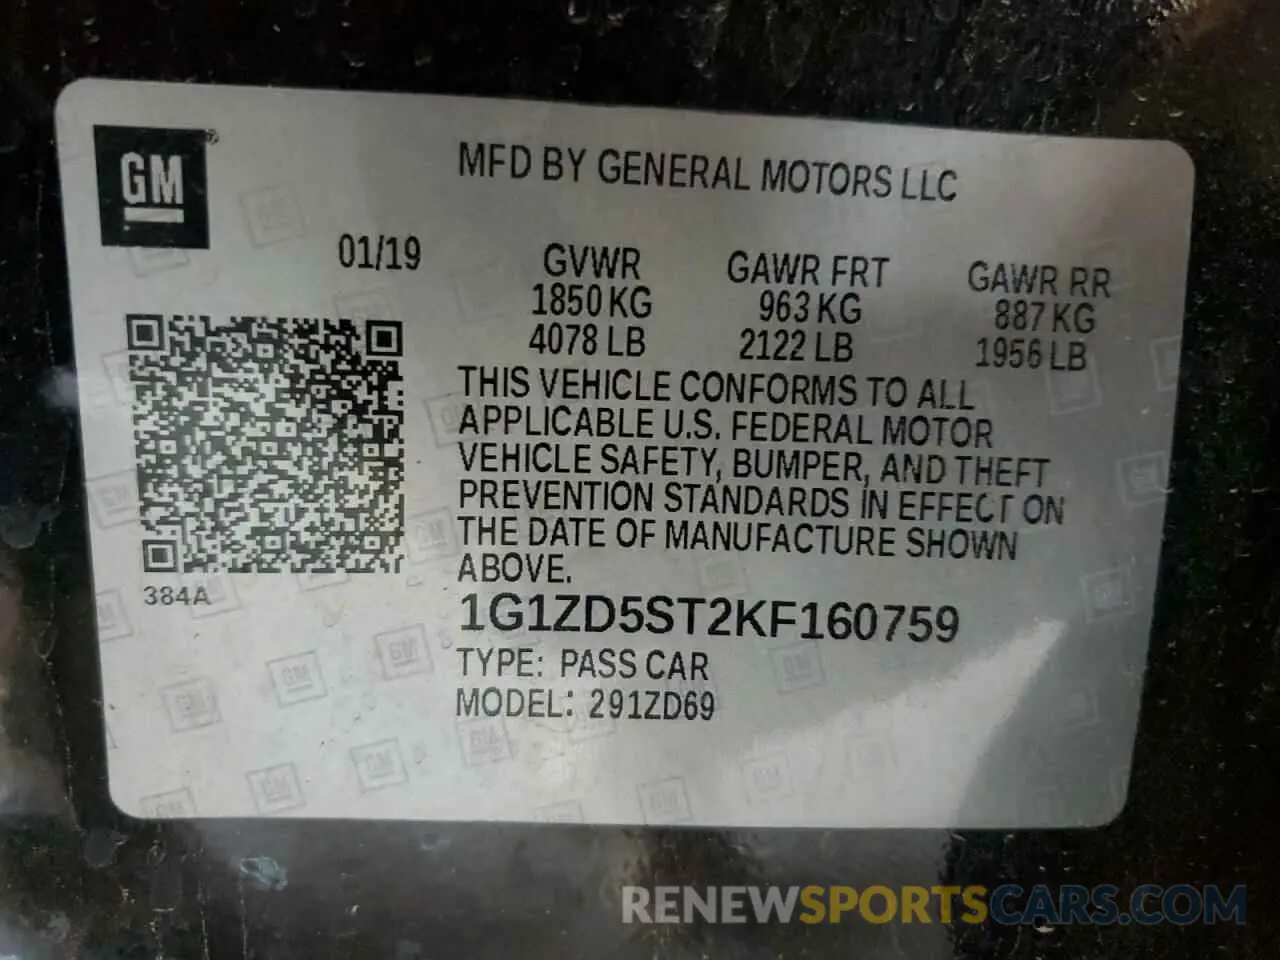 GM
MFD BY GENERAL MOTORS LLC
01/19
GVWR
1850 KG
4078 LB
GAWR FRT
963 KG
2122 LB
GAWR RR
887 KG
1956 LB
THIS VEHICLE CONFORMS TO ALL
APPLICABLE U.S. FEDERAL MOTOR
VEHICLE SAFETY, BUMPER, AND THEFT
PREVENTION STANDARDS IN EFFECT ON
THE DATE OF MANUFACTURE SHOWN
ABOVE.
384A
1G1ZD5ST2KF160759
TYPE: PASS CAR
MODEL: 291ZD69
RENEWSPORTSCARS.COM